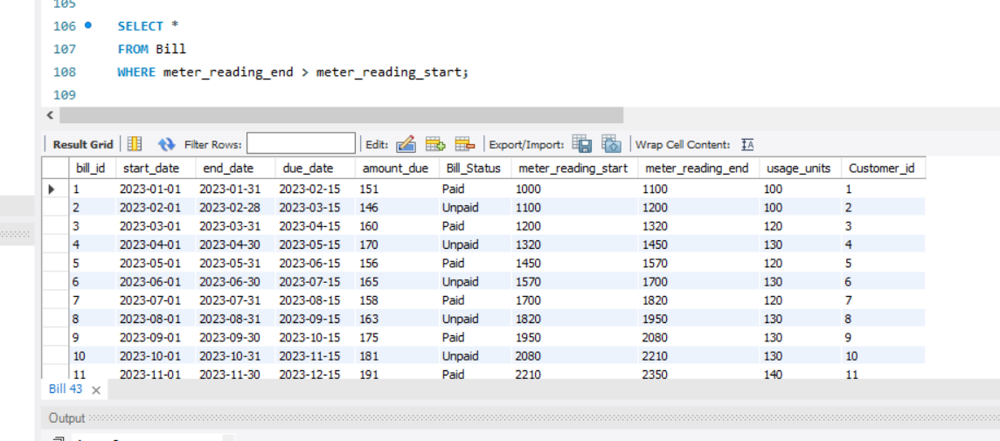 105
106 SELECT *
107 FROM Bill
108 WHERE meter_reading_end > meter_reading_start;
109
Result Grid Filter Rows: Edit: Export/Import: Wrap Cell Content:
bill_id start_date end_date due_date amount_due Bill_Status meter_reading_start meter_reading_end usage_units Customer_id
1 2023-01-01 2023-01-31 2023-02-15 151 Paid 1000 1100 100 1
2 2023-02-01 2023-02-28 2023-03-15 146 Unpaid 1100 1200 100 2
3 2023-03-01 2023-03-31 2023-04-15 160 Paid 1200 1320 120 3
4 2023-04-01 2023-04-30 2023-05-15 170 Unpaid 1320 1450 130 4
5 2023-05-01 2023-05-31 2023-06-15 156 Paid 1450 1570 120 5
6 2023-06-01 2023-06-30 2023-07-15 165 Unpaid 1570 1700 130 6
7 2023-07-01 2023-07-31 2023-08-15 158 Paid 1700 1820 120 7
8 2023-08-01 2023-08-31 2023-09-15 163 Unpaid 1820 1950 130 8
9 2023-09-01 2023-09-30 2023-10-15 175 Paid 1950 2080 130 9
10 2023-10-01 2023-10-31 2023-11-15 181 Unpaid 2080 2210 130 10
11 2023-11-01 2023-11-30 2023-12-15 191 Paid 2210 2350 140 11
Bill 43
Output